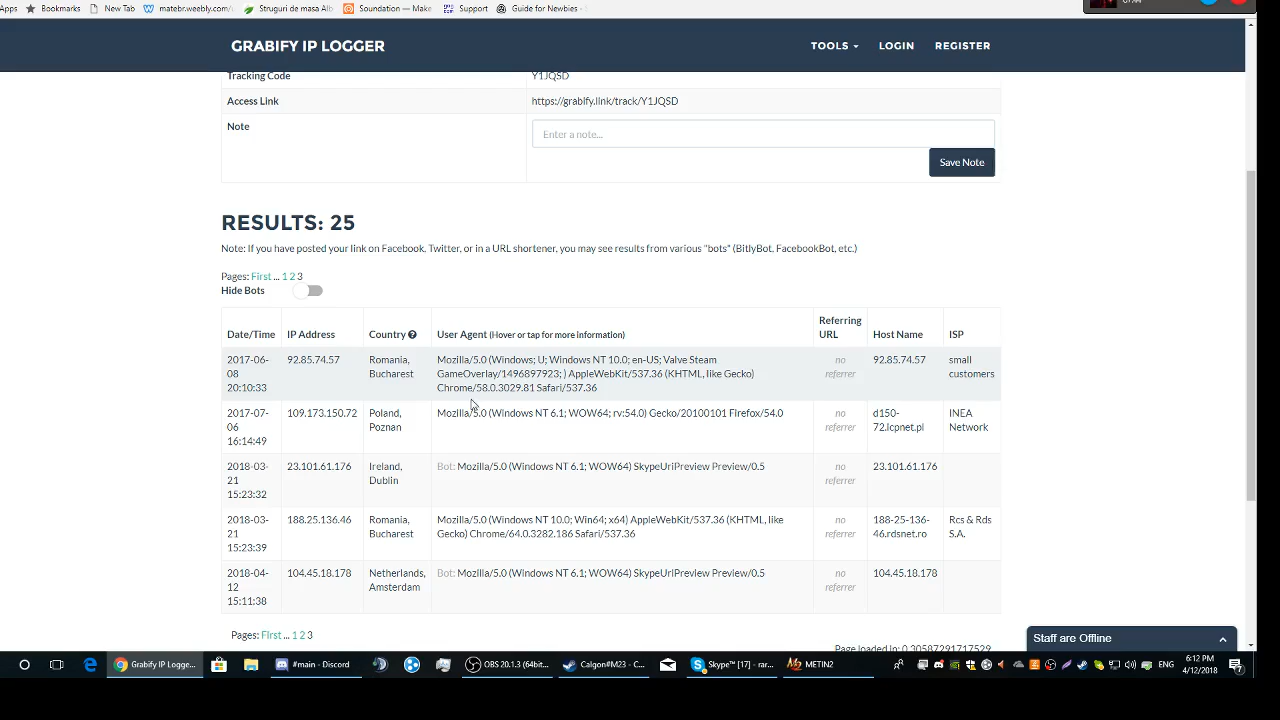 Apps Bookmarks New Tab matebr.weebly.com/ Struguri de masa Alb Soundation — Make Support Guide for Newbies -
GRABIFY IP LOGGER TOOLS LOGIN REGISTER
Tracking Code Y1JQSD
Access Link https://grabify.link/track/Y1JQSD
Note Enter a note...
Save Note
RESULTS: 25
Note: If you have posted your link on Facebook, Twitter, or in a URL shortener, you may see results from various "bots" (BitlyBot, FacebookBot, etc.)
Pages: First ... 1 2 3
Hide Bots
Date/Time IP Address Country User Agent (Hover or tap for more information) Referring URL Host Name ISP
2017-06-08 20:10:33 92.85.74.57 Romania, Bucharest Mozilla/5.0 (Windows; U; Windows NT 10.0; en-US; Valve Steam GameOverlay/1496897923; ) AppleWebKit/537.36 (KHTML, like Gecko) Chrome/58.0.3029.81 Safari/537.36 no referrer 92.85.74.57 small customers
2017-07-06 16:14:49 109.173.150.72 Poland, Poznan Mozilla/5.0 (Windows NT 6.1; WOW64; rv:54.0) Gecko/20100101 Firefox/54.0 no referrer d150-72.icpnet.pl INEA Network
2018-03-21 15:23:32 23.101.61.176 Ireland, Dublin Bot: Mozilla/5.0 (Windows NT 6.1; WOW64) SkypeUriPreview Preview/0.5 no referrer 23.101.61.176
2018-03-21 15:23:39 188.25.136.46 Romania, Bucharest Mozilla/5.0 (Windows NT 10.0; Win64; x64) AppleWebKit/537.36 (KHTML, like Gecko) Chrome/64.0.3282.186 Safari/537.36 no referrer 188-25-136-46.rdsnet.ro Rcs & Rds S.A.
2018-04-12 15:11:38 104.45.18.178 Netherlands, Amsterdam Bot: Mozilla/5.0 (Windows NT 6.1; WOW64) SkypeUriPreview Preview/0.5 no referrer 104.45.18.178
Pages: First ... 1 2 3
Staff are Offline
Page loaded in: 0.30587291717529
Grabify IP Logge... #main - Discord OBS 20.1.3 (64bit... Calgon#M23 - C... Skype™ [17] - rar... METIN2 ENG 6:12 PM
4/12/2018